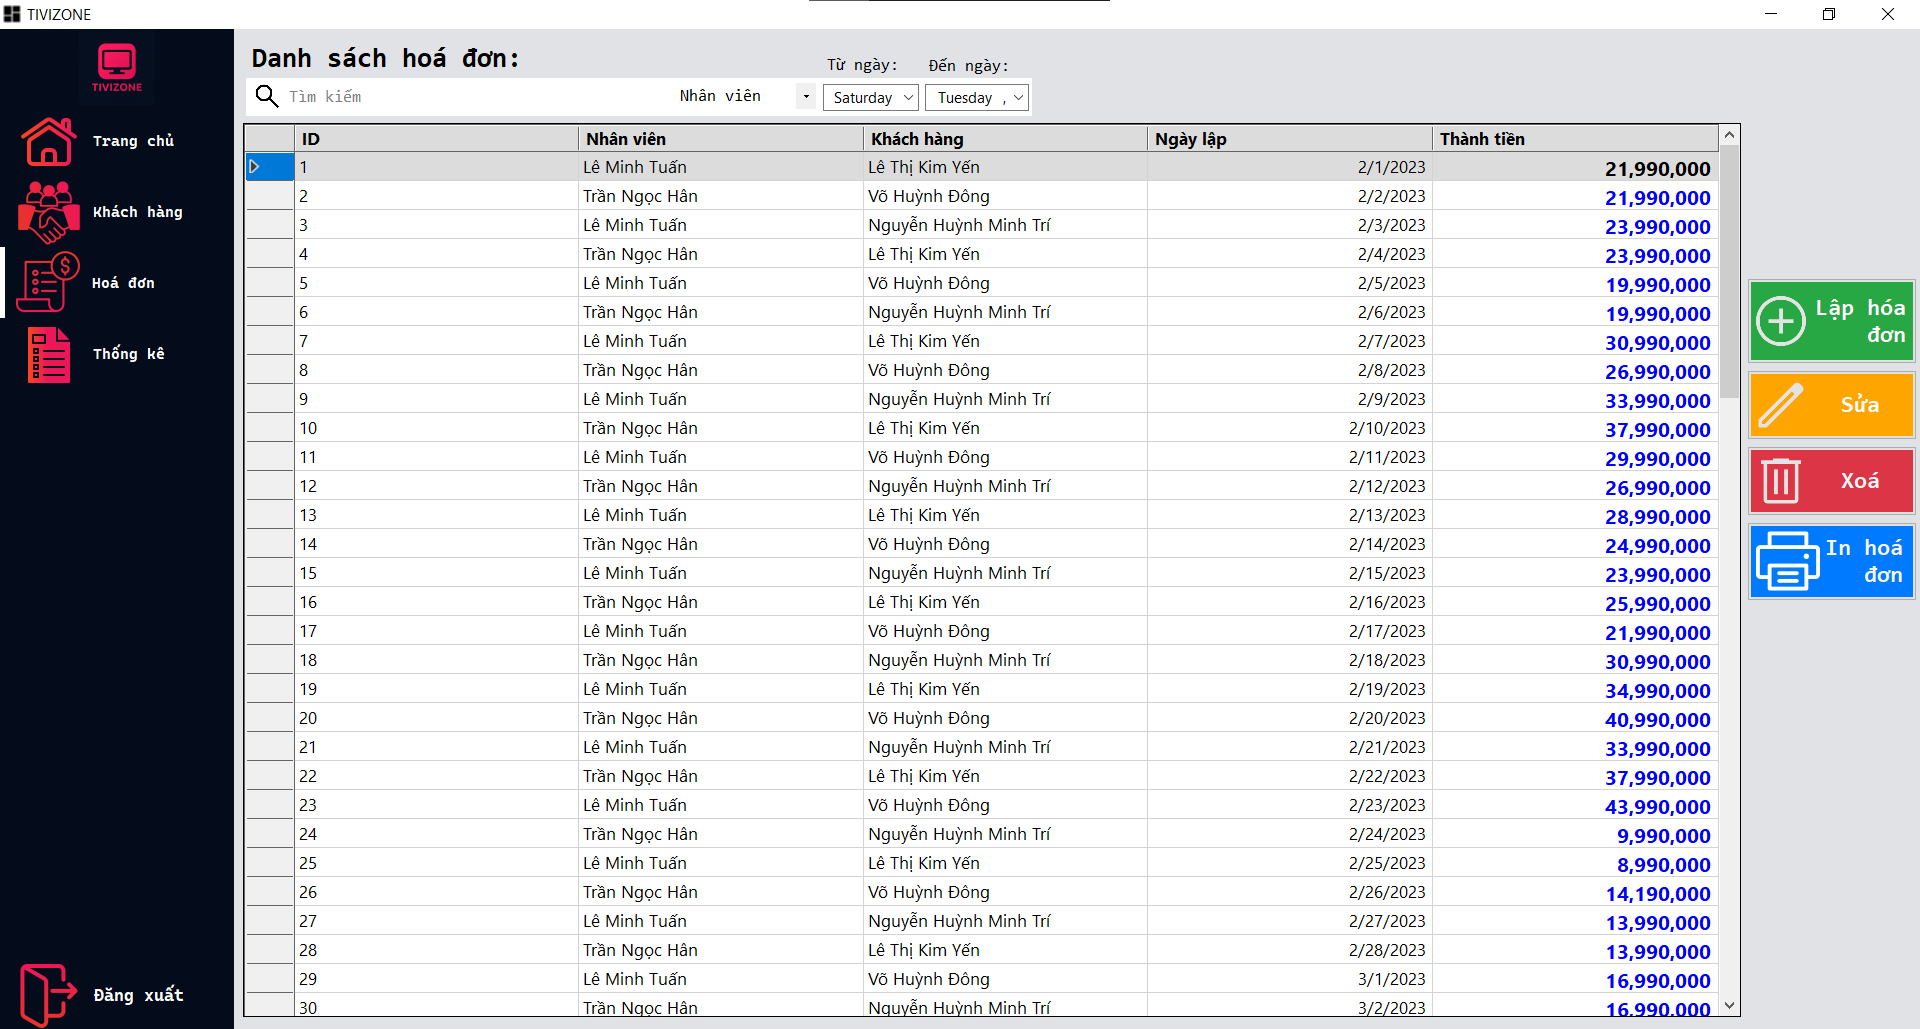 TIVIZONE
TIVIZONE
Trang chủ
Khách hàng
Hoá đơn
Thống kê
Đăng xuất
Danh sách hoá đơn:
Từ ngày: Đến ngày:
Tìm kiếm Nhân viên Saturday Tuesday ,
ID Nhân viên Khách hàng Ngày lập Thành tiền
1 Lê Minh Tuấn Lê Thị Kim Yến 2/1/2023 21,990,000
2 Trần Ngọc Hân Võ Huỳnh Đông 2/2/2023 21,990,000
3 Lê Minh Tuấn Nguyễn Huỳnh Minh Trí 2/3/2023 23,990,000
4 Trần Ngọc Hân Lê Thị Kim Yến 2/4/2023 23,990,000
5 Lê Minh Tuấn Võ Huỳnh Đông 2/5/2023 19,990,000
6 Trần Ngọc Hân Nguyễn Huỳnh Minh Trí 2/6/2023 19,990,000
7 Lê Minh Tuấn Lê Thị Kim Yến 2/7/2023 30,990,000
8 Trần Ngọc Hân Võ Huỳnh Đông 2/8/2023 26,990,000
9 Lê Minh Tuấn Nguyễn Huỳnh Minh Trí 2/9/2023 33,990,000
10 Trần Ngọc Hân Lê Thị Kim Yến 2/10/2023 37,990,000
11 Lê Minh Tuấn Võ Huỳnh Đông 2/11/2023 29,990,000
12 Trần Ngọc Hân Nguyễn Huỳnh Minh Trí 2/12/2023 26,990,000
13 Lê Minh Tuấn Lê Thị Kim Yến 2/13/2023 28,990,000
14 Trần Ngọc Hân Võ Huỳnh Đông 2/14/2023 24,990,000
15 Lê Minh Tuấn Nguyễn Huỳnh Minh Trí 2/15/2023 23,990,000
16 Trần Ngọc Hân Lê Thị Kim Yến 2/16/2023 25,990,000
17 Lê Minh Tuấn Võ Huỳnh Đông 2/17/2023 21,990,000
18 Trần Ngọc Hân Nguyễn Huỳnh Minh Trí 2/18/2023 30,990,000
19 Lê Minh Tuấn Lê Thị Kim Yến 2/19/2023 34,990,000
20 Trần Ngọc Hân Võ Huỳnh Đông 2/20/2023 40,990,000
21 Lê Minh Tuấn Nguyễn Huỳnh Minh Trí 2/21/2023 33,990,000
22 Trần Ngọc Hân Lê Thị Kim Yến 2/22/2023 37,990,000
23 Lê Minh Tuấn Võ Huỳnh Đông 2/23/2023 43,990,000
24 Trần Ngọc Hân Nguyễn Huỳnh Minh Trí 2/24/2023 9,990,000
25 Lê Minh Tuấn Lê Thị Kim Yến 2/25/2023 8,990,000
26 Trần Ngọc Hân Võ Huỳnh Đông 2/26/2023 14,190,000
27 Lê Minh Tuấn Nguyễn Huỳnh Minh Trí 2/27/2023 13,990,000
28 Trần Ngọc Hân Lê Thị Kim Yến 2/28/2023 13,990,000
29 Lê Minh Tuấn Võ Huỳnh Đông 3/1/2023 16,990,000
30 Trần Ngọc Hân Nguyễn Huỳnh Minh Trí 3/2/2023 16,990,000
Lập hóa
đơn
Sửa
Xoá
In hoá
đơn